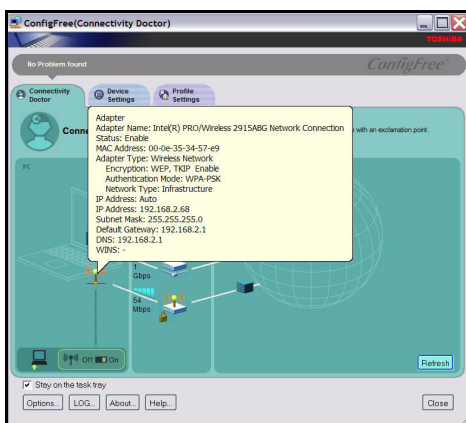 ConfigFree(Connectivity Doctor)
TOSHIBA
No Problem found
ConfigFree
Connectivity Doctor
Device Settings
Profile Settings
Conne
with an exclamation point.
PC
Adapter
Adapter Name: Intel(R) PRO/Wireless 2915ABG Network Connection
Status: Enable
MAC Address: 00-0e-35-34-57-e9
Adapter Type: Wireless Network
Encryption: WEP, TKIP Enable
Authentication Mode: WPA-PSK
Network Type: Infrastructure
IP Address: Auto
IP Address: 192.168.2.68
Subnet Mask: 255.255.255.0
Default Gateway: 192.168.2.1
DNS: 192.168.2.1
WINS: -
1
Gbps
54
Mbps
Off On
Refresh
Stay on the task tray
Options...
LOG...
About...
Help...
Close